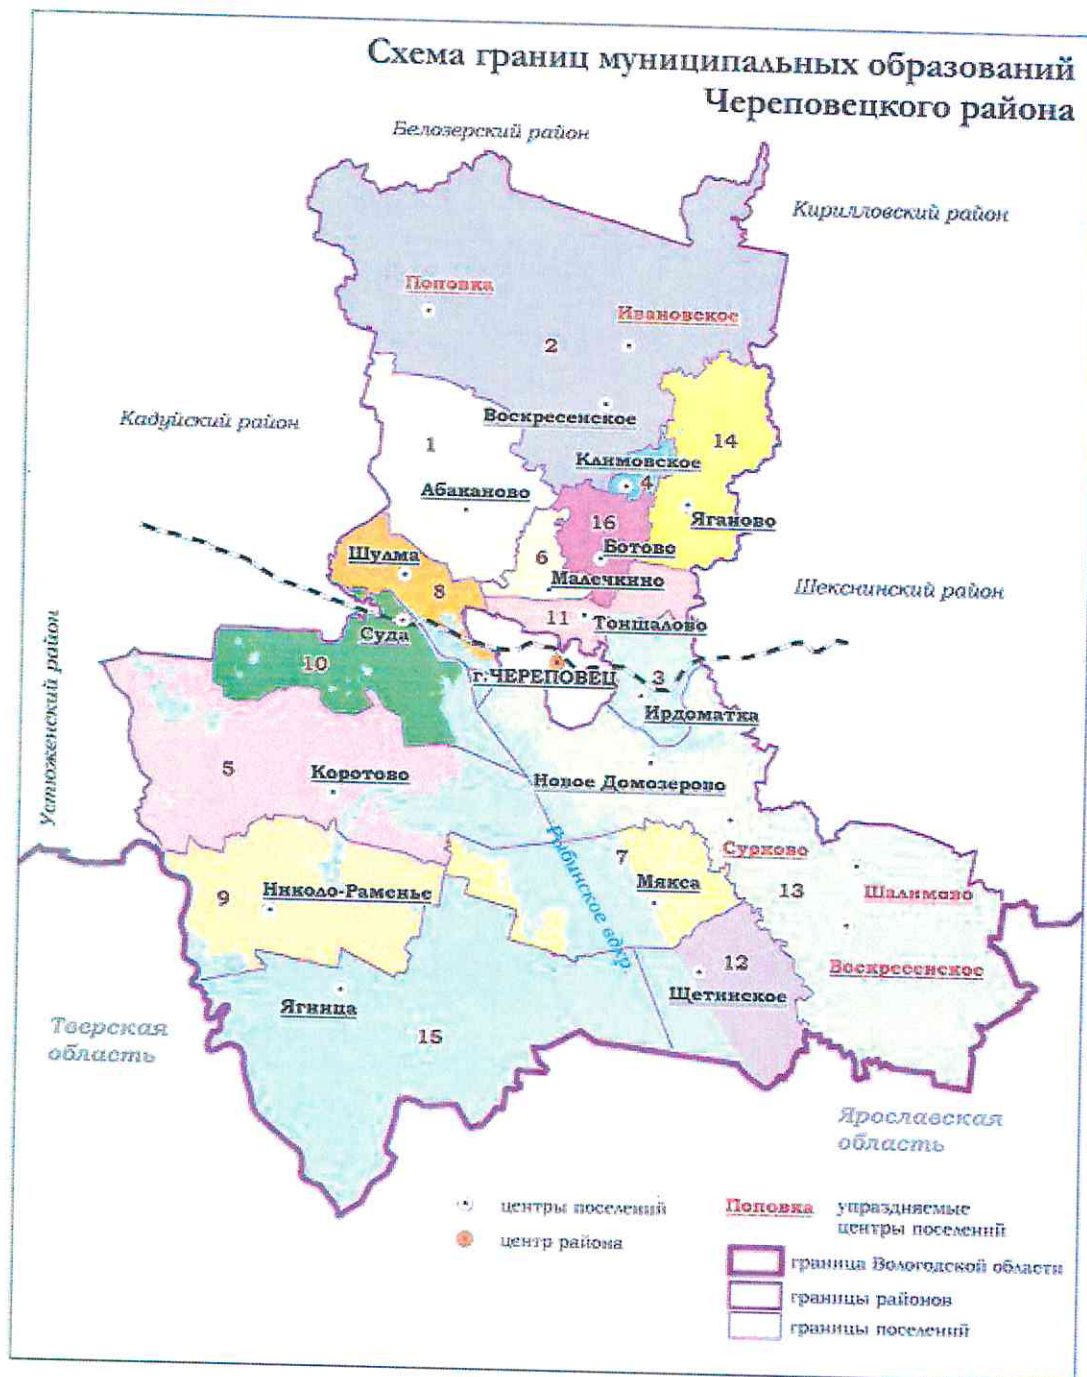 Схема границ муниципальных образований
Череповецкого района
Белозерский район
Кирилловский район
Поповка
Ивановское
2
Кадуйский район
Воскресенское
14
1
Климовское
4
Абаканово
16
Яганово
Шулма
6
Ботово
Малечкино
Шекснинский район
8
11
Тоншалово
Суда
10
г.ЧЕРЕПОВЕЦ
3
Ирдоматка
Устюженский район
5
Коротово
Новое Домозерово
Рыбинское вдхр.
7
Сурково
Мякса
9
Николо-Раменье
13
Шалимово
12
Воскресенское
Щетинское
Ягница
15
Тверская
область
Ярославская
область
центры поселений
центр района
Поповка
упраздняемые
центры поселений
граница Вологодской области
границы районов
границы поселений